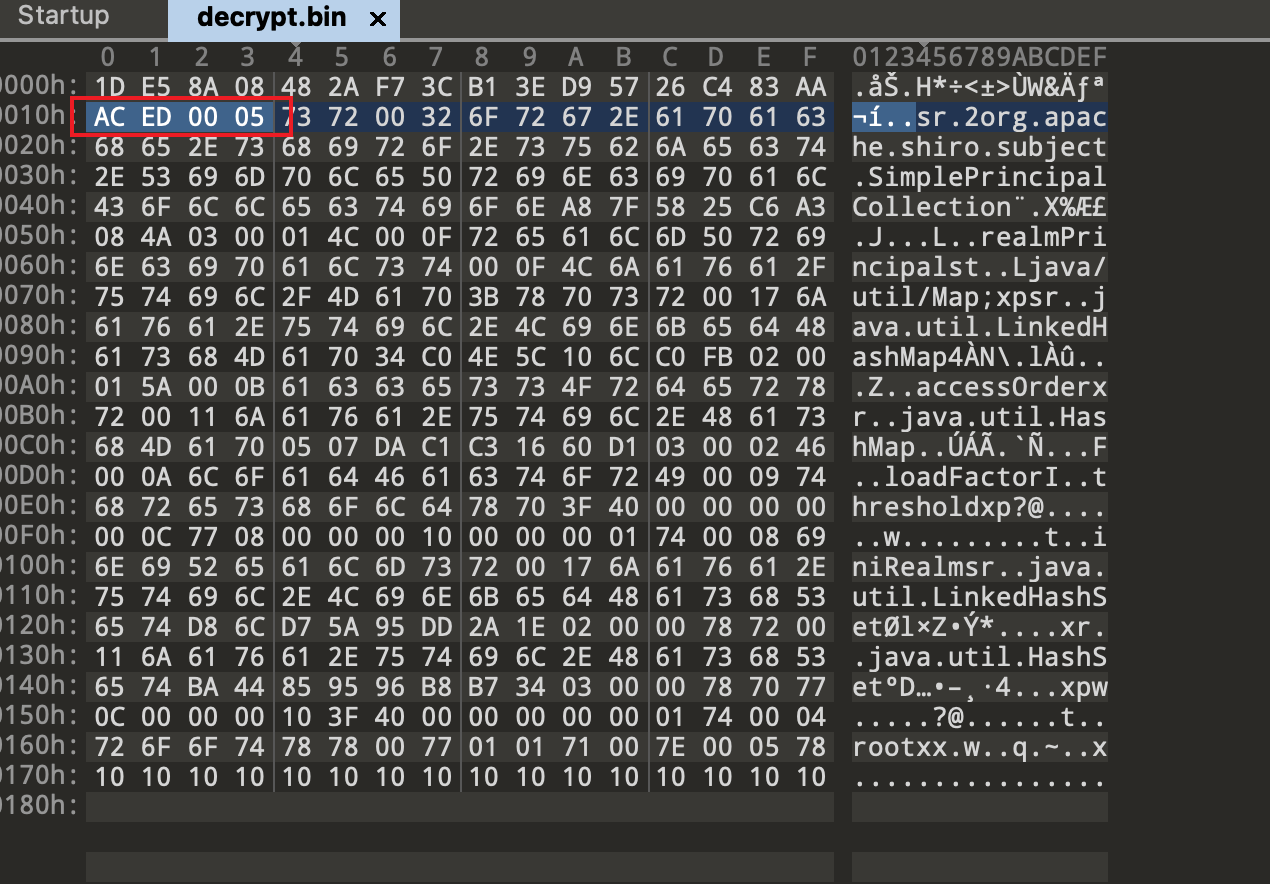 Startup decrypt.bin ×
0 1 2 3 4 5 6 7 8 9 A B C D E F 0123456789ABCDEF
0000h: 1D E5 8A 08 48 2A F7 3C B1 3E D9 57 26 C4 83 AA .åŠ.H*÷<±>ÙW&Äƒª
0010h: AC ED 00 05 73 72 00 32 6F 72 67 2E 61 70 61 63 ¬í..sr.2org.apac
0020h: 68 65 2E 73 68 69 72 6F 2E 73 75 62 6A 65 63 74 he.shiro.subject
0030h: 2E 53 69 6D 70 6C 65 50 72 69 6E 63 69 70 61 6C .SimplePrincipal
0040h: 43 6F 6C 6C 65 63 74 69 6F 6E A8 7F 58 25 C6 A3 Collection¨.X%Æ£
0050h: 08 4A 03 00 01 4C 00 0F 72 65 61 6C 6D 50 72 69 .J...L..realmPri
0060h: 6E 63 69 70 61 6C 73 74 00 0F 4C 6A 61 76 61 2F ncipalst..Ljava/
0070h: 75 74 69 6C 2F 4D 61 70 3B 78 70 73 72 00 17 6A util/Map;xpsr..j
0080h: 61 76 61 2E 75 74 69 6C 2E 4C 69 6E 6B 65 64 48 ava.util.LinkedH
0090h: 61 73 68 4D 61 70 34 C0 4E 5C 10 6C C0 FB 02 00 ashMap4ÀN\.lÀû..
00A0h: 01 5A 00 0B 61 63 63 65 73 73 4F 72 64 65 72 78 .Z..accessOrderx
00B0h: 72 00 11 6A 61 76 61 2E 75 74 69 6C 2E 48 61 73 r..java.util.Has
00C0h: 68 4D 61 70 05 07 DA C1 C3 16 60 D1 03 00 02 46 hMap..ÚÁÃ.`Ñ...F
00D0h: 00 0A 6C 6F 61 64 46 61 63 74 6F 72 49 00 09 74 ..loadFactorI..t
00E0h: 68 72 65 73 68 6F 6C 64 78 70 3F 40 00 00 00 00 hresholdxp?@....
00F0h: 00 0C 77 08 00 00 00 10 00 00 00 01 74 00 08 69 ..w.........t..i
0100h: 6E 69 52 65 61 6C 6D 73 72 00 17 6A 61 76 61 2E niRealmsr..java.
0110h: 75 74 69 6C 2E 4C 69 6E 6B 65 64 48 61 73 68 53 util.LinkedHashS
0120h: 65 74 D8 6C D7 5A 95 DD 2A 1E 02 00 00 78 72 00 etØl×Z•Ý*....xr.
0130h: 11 6A 61 76 61 2E 75 74 69 6C 2E 48 61 73 68 53 .java.util.HashS
0140h: 65 74 BA 44 85 95 96 B8 B7 34 03 00 00 78 70 77 etºD…•–¸·4...xpw
0150h: 0C 00 00 00 10 3F 40 00 00 00 00 00 01 74 00 04 .....?@......t..
0160h: 72 6F 6F 74 78 78 00 77 01 01 71 00 7E 00 05 78 rootxx.w..q.~..x
0170h: 10 10 10 10 10 10 10 10 10 10 10 10 10 10 10 10 ................
0180h: